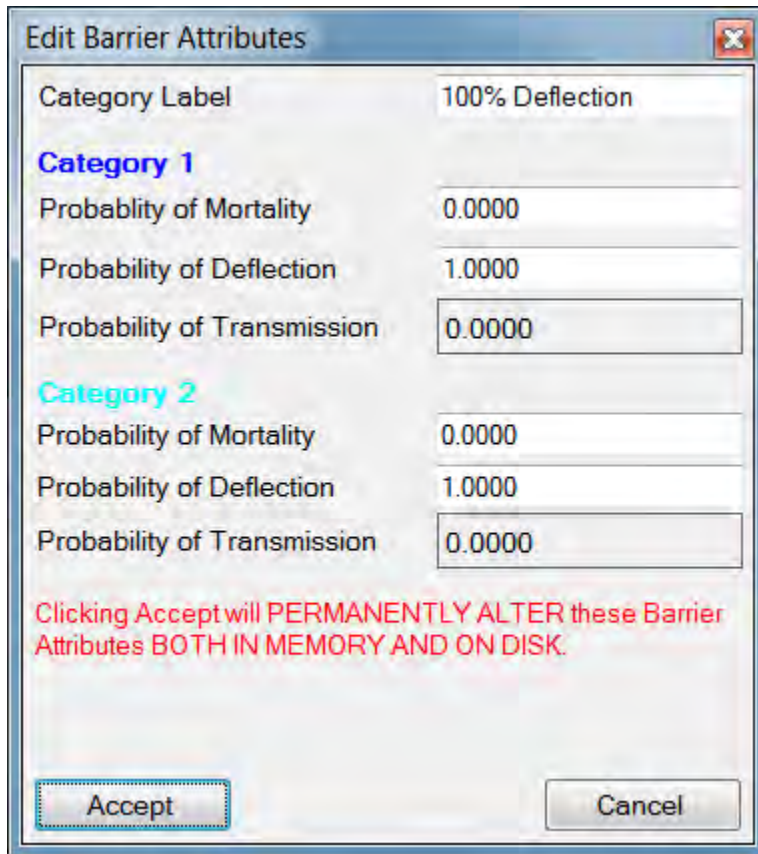 Edit Barrier Attributes
Category Label 100% Deflection
Category 1
Probablity of Mortality 0.0000
Probability of Deflection 1.0000
Probability of Transmission 0.0000
Category 2
Probability of Mortality 0.0000
Probability of Deflection 1.0000
Probability of Transmission 0.0000
Clicking Accept will PERMANENTLY ALTER these Barrier
Attributes BOTH IN MEMORY AND ON DISK.
Accept Cancel